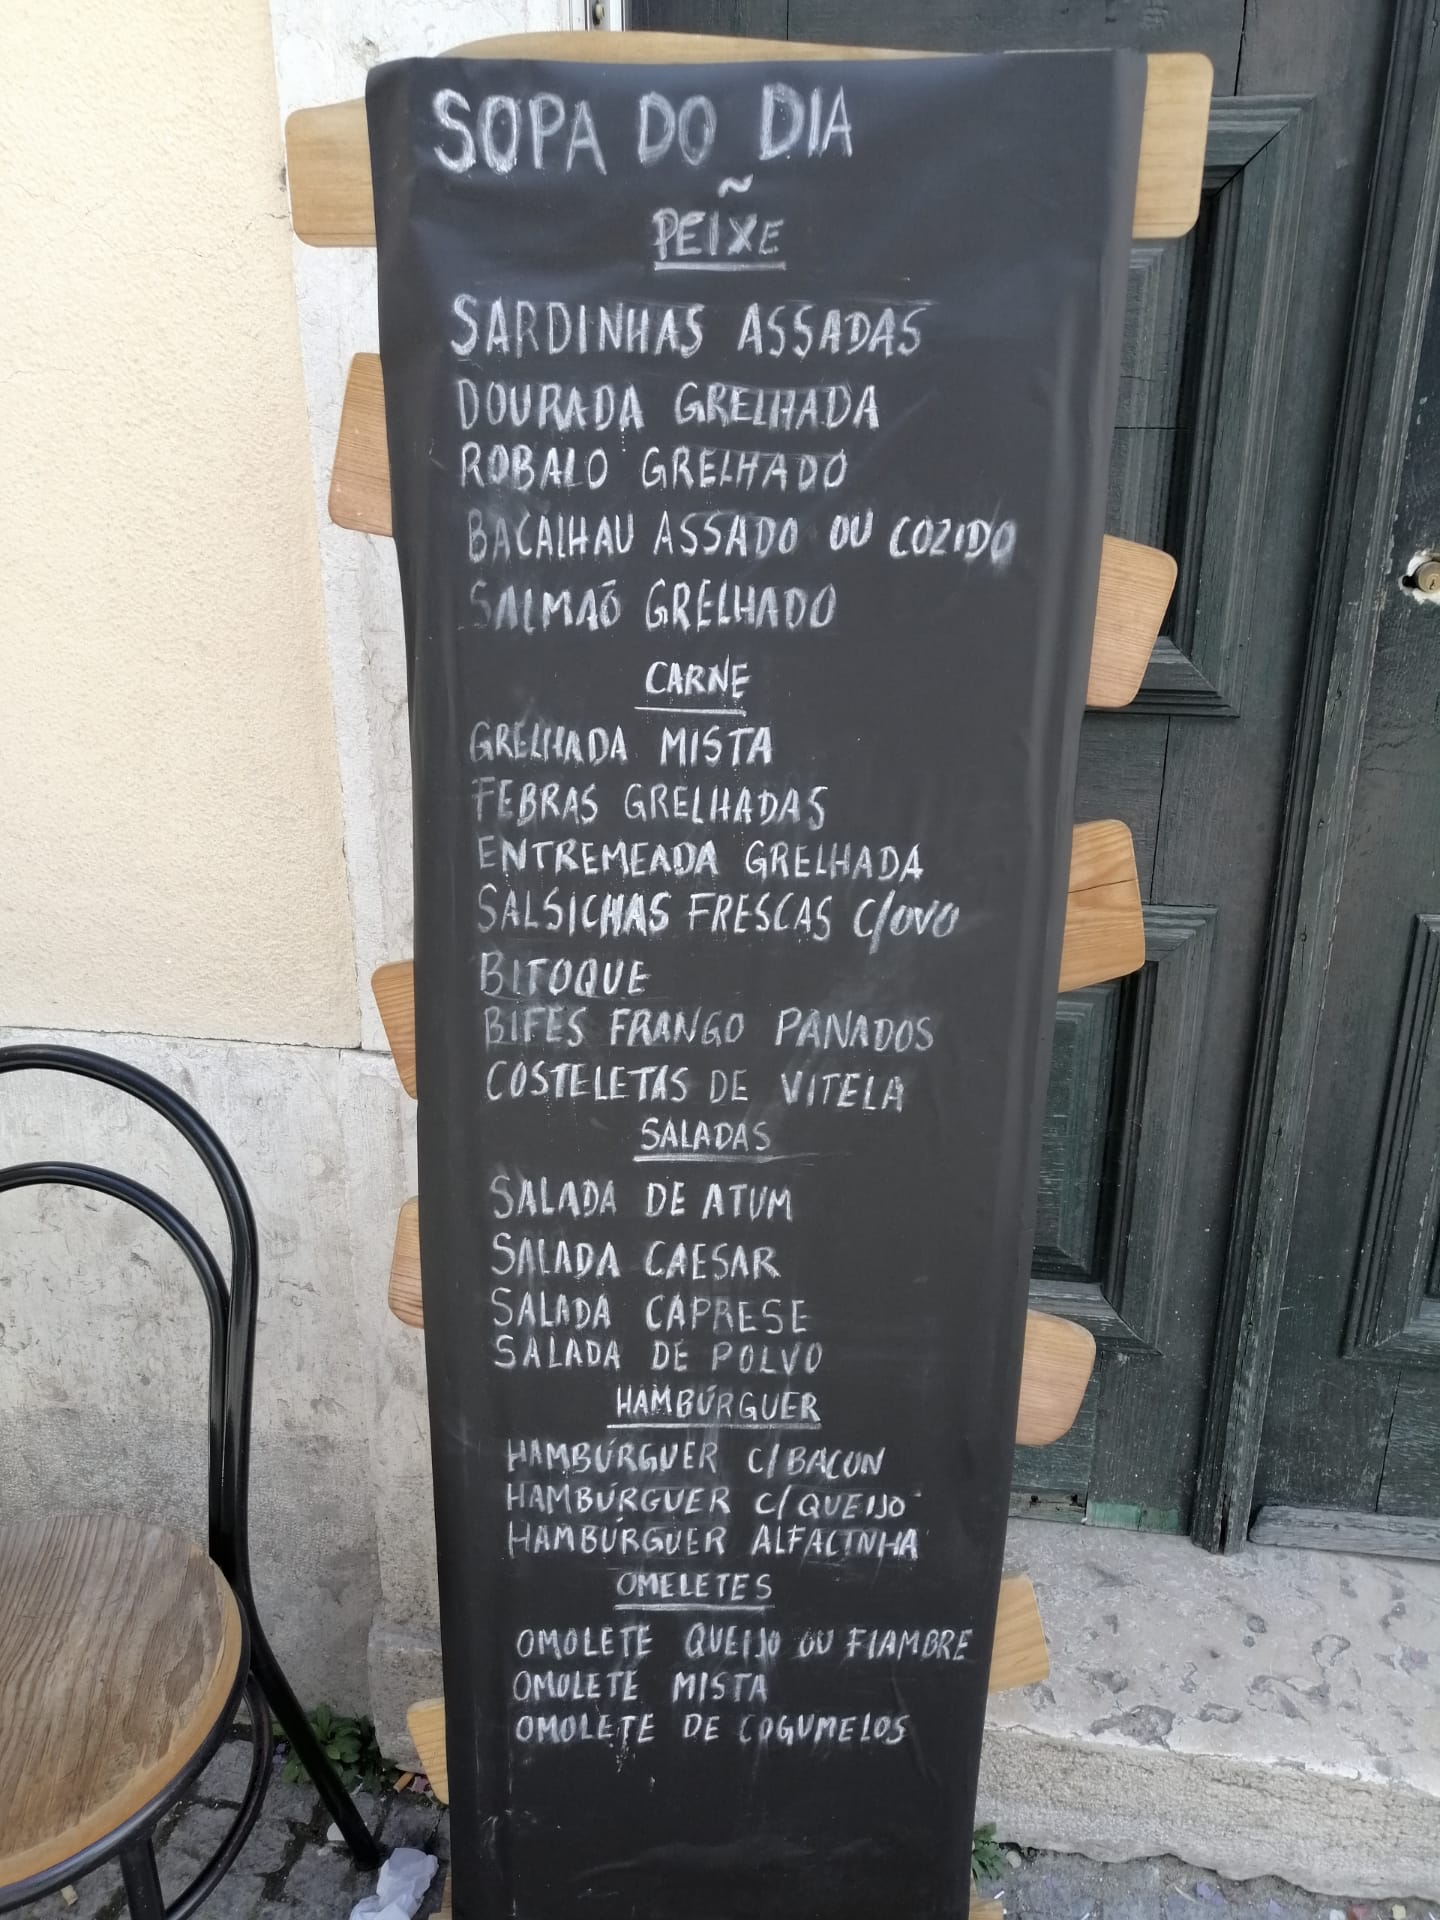 SOPA DO DIA
~
PEIXE
SARDINHAS ASSADAS
DOURADA GRELHADA
ROBALO GRELHADO
BACALHAU ASSADO OU COZIDO
SALMAÕ GRELHADO
CARNE
GRELHADA MISTA
FEBRAS GRELHADAS
ENTREMEADA GRELHADA
SALSICHAS FRESCAS C/OVO
BITOQUE
BIFES FRANGO PANADOS
COSTELETAS DE VITELA
SALADAS
SALADA DE ATUM
SALADA CAESAR
SALADA CAPRESE
SALADA DE POLVO
HAMBÚRGUER
HAMBÚRGUER C/BACON
HAMBÚRGUER C/QUEIJO
HAMBÚRGUER ALFACINHA
OMELETES
OMOLETE QUEIJO OU FIAMBRE
OMOLETE MISTA
OMOLETE DE COGUMELOS